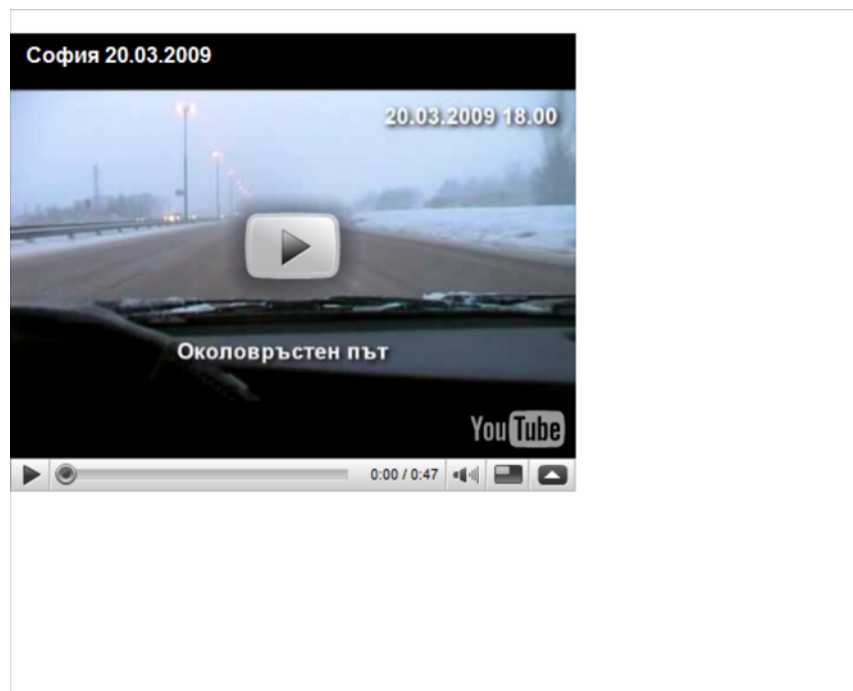 София 20.03.2009
20.03.2009 18.00
Околовръстен път
YouTube
0:00 / 0:47